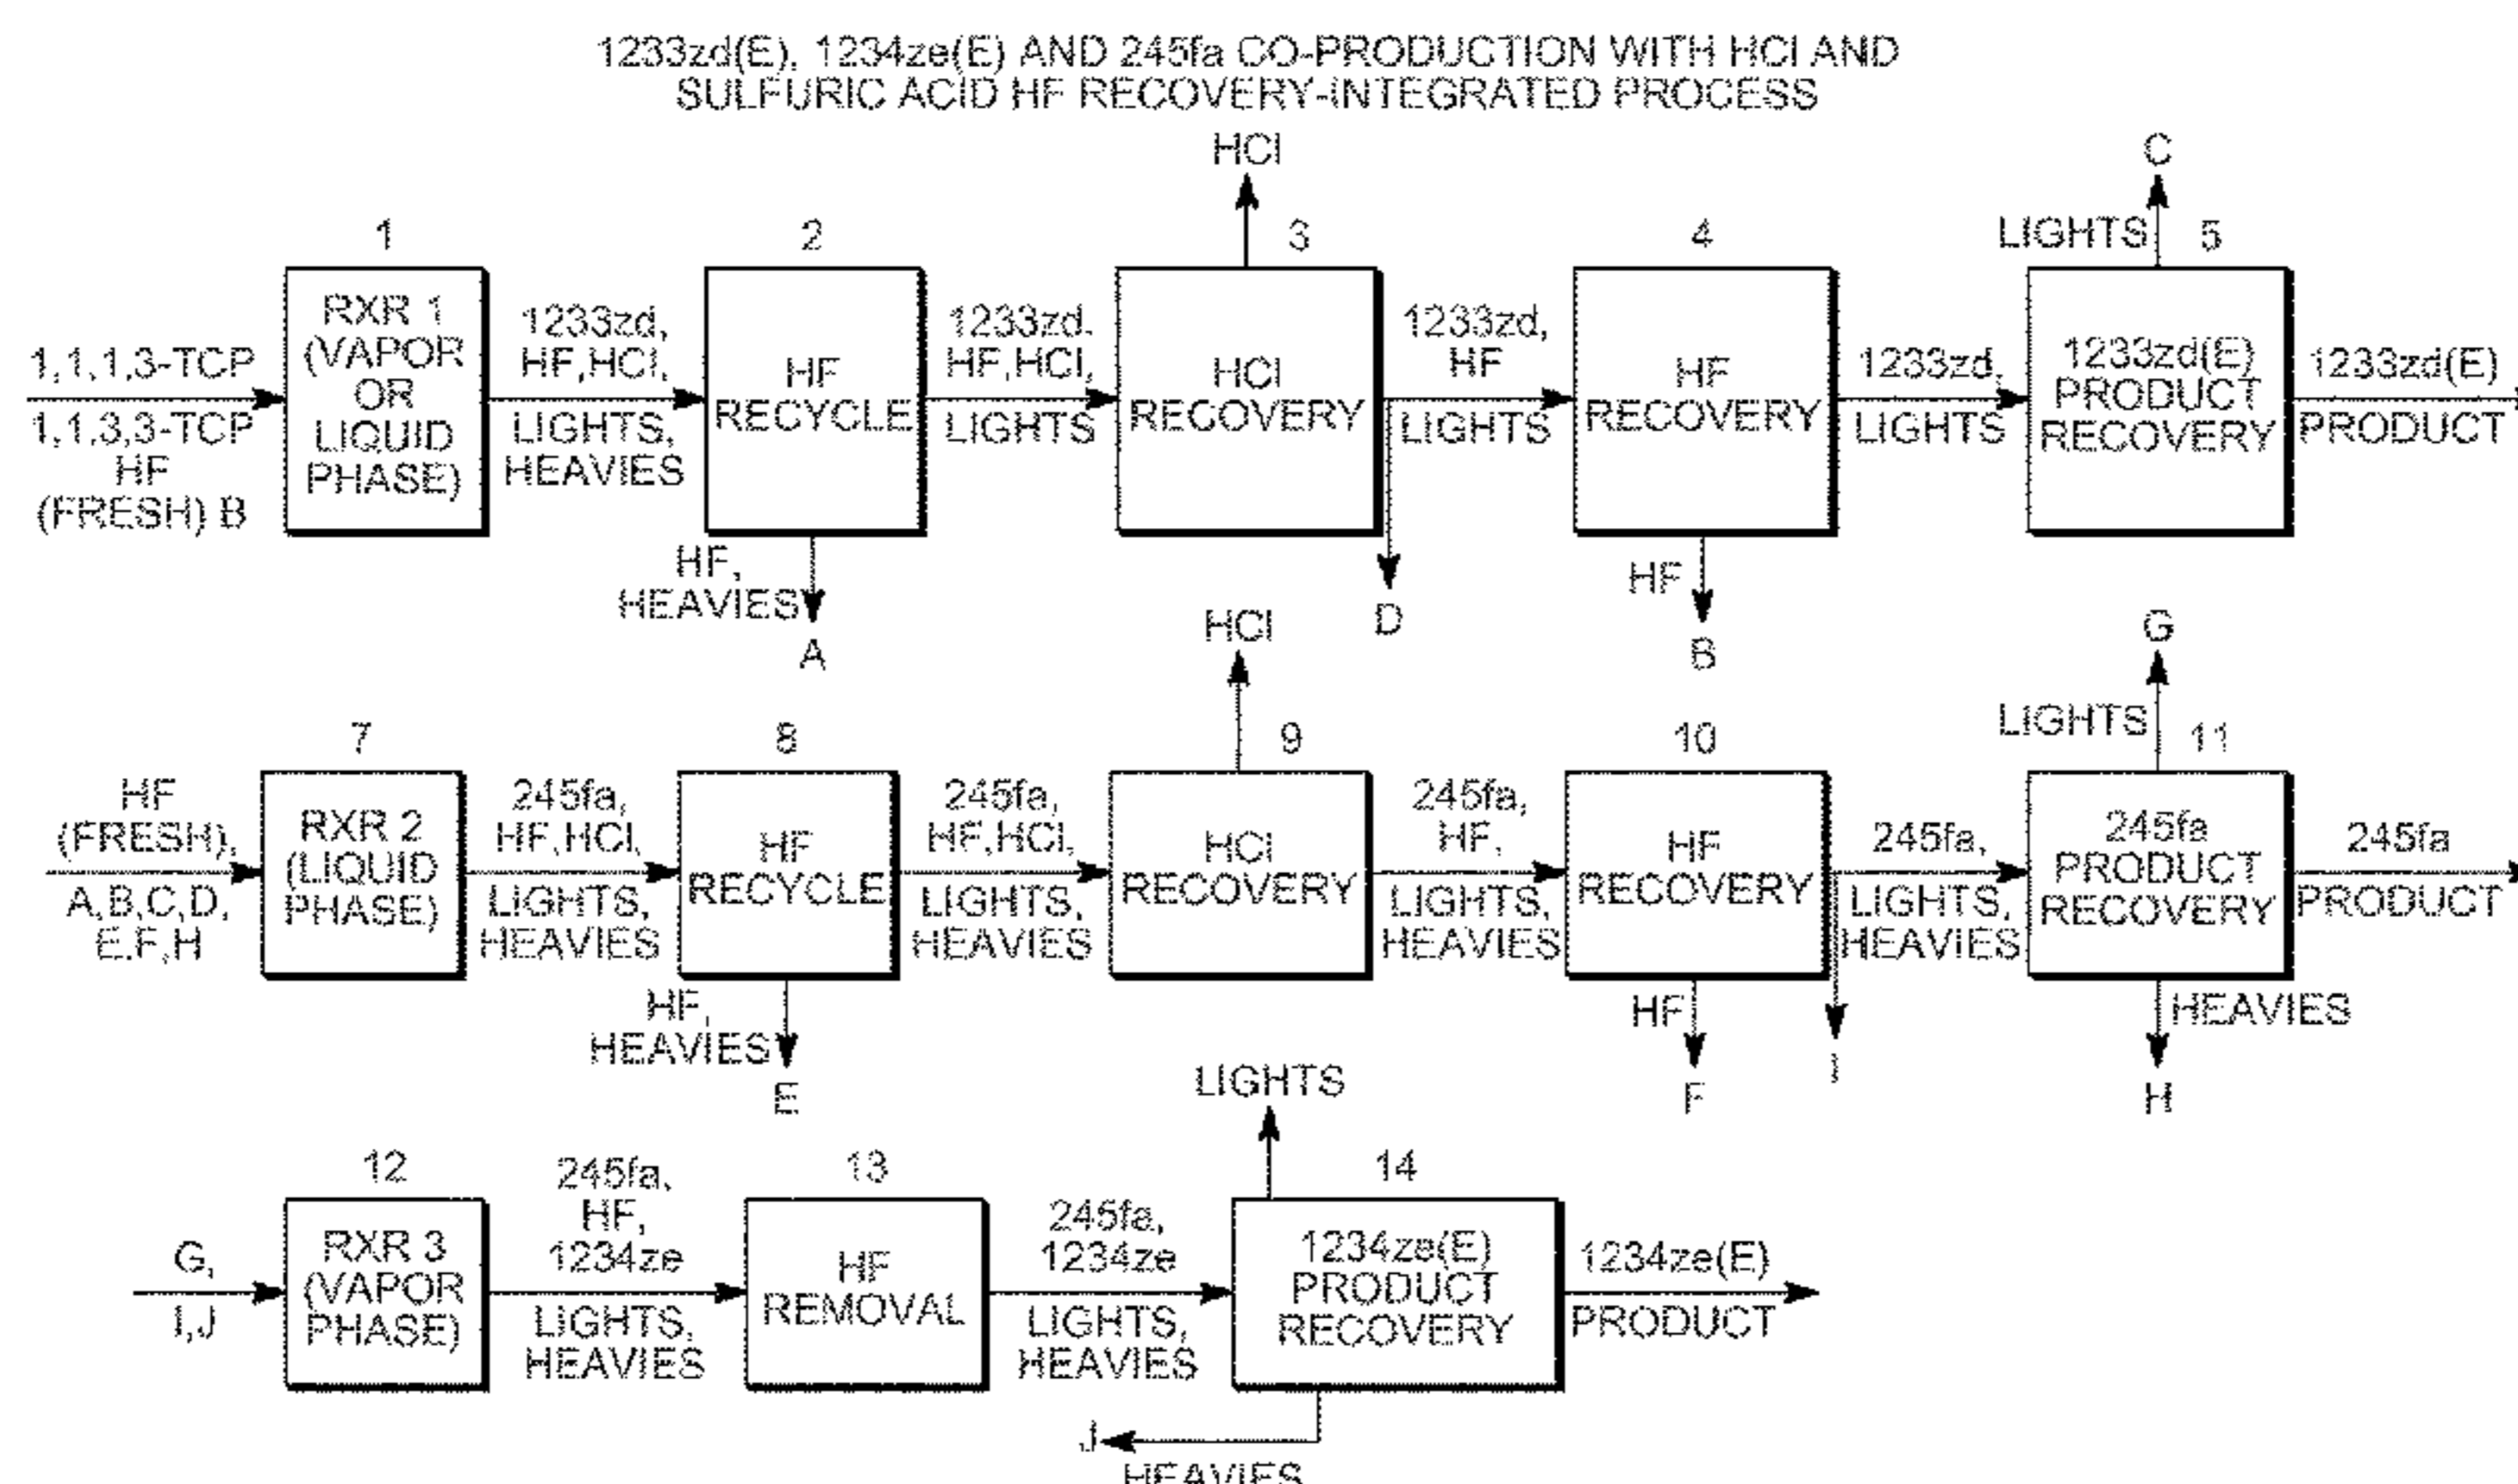 1233zd(E), 1234ze(E) AND 245fa CO-PRODUCTION WITH HCl AND
SULFURIC ACID HF RECOVERY-INTEGRATED PROCESS
1,1,1,3-TCP
1,1,3,3-TCP
HF
(FRESH) B
1
RXR 1
(VAPOR
OR
LIQUID
PHASE)
1233zd,
HF,HCl,
LIGHTS,
HEAVIES
2
HF
RECYCLE
HF,
HEAVIES
A
1233zd,
HF,HCl,
LIGHTS
HCl
3
HCl
RECOVERY
1233zd,
HF
LIGHTS
D
4
HF
RECOVERY
HF
B
1233zd,
LIGHTS
C
LIGHTS
5
1233zd(E)
PRODUCT
RECOVERY
1233zd(E)
PRODUCT
HF
(FRESH),
A,B,C,D,
E.F,H
7
RXR 2
(LIQUID
PHASE)
245fa,
HF,HCl,
LIGHTS,
HEAVIES
8
HF
RECYCLE
HF,
HEAVIES
E
245fa,
HF,HCl,
LIGHTS,
HEAVIES
HCl
9
HCl
RECOVERY
245fa,
HF,
LIGHTS,
HEAVIES
10
HF
RECOVERY
HF
F
I
245fa,
LIGHTS,
HEAVIES
G
LIGHTS
11
245fa
PRODUCT
RECOVERY
HEAVIES
H
245fa
PRODUCT
G,
I,J
12
RXR 3
(VAPOR
PHASE)
245fa,
HF,
1234ze
LIGHTS,
HEAVIES
13
HF
REMOVAL
245fa,
1234ze
LIGHTS,
HEAVIES
LIGHTS
14
1234ze(E)
PRODUCT
RECOVERY
1234ze(E)
PRODUCT
J
HEAVIES